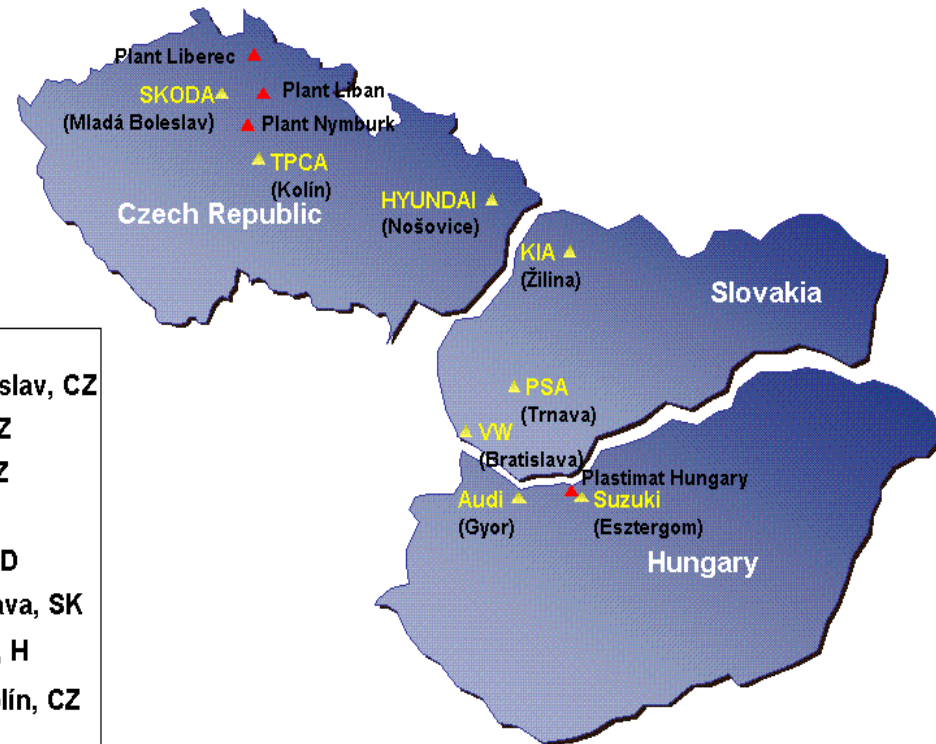 Plant Liberec
SKODA
Plant Liban
(Mladá Boleslav)
Plant Nymburk
TPCA
(Kolín)
HYUNDAI
(Nošovice)
Czech Republic
KIA
(Žilina)
Slovakia
PSA
(Trnava)
VW
(Bratislava)
Plastimat Hungary
Audi
Suzuki
(Gyor)
(Esztergom)
Hungary
slav, CZ
Z
Z
D
ava, SK
, H
lín, CZ